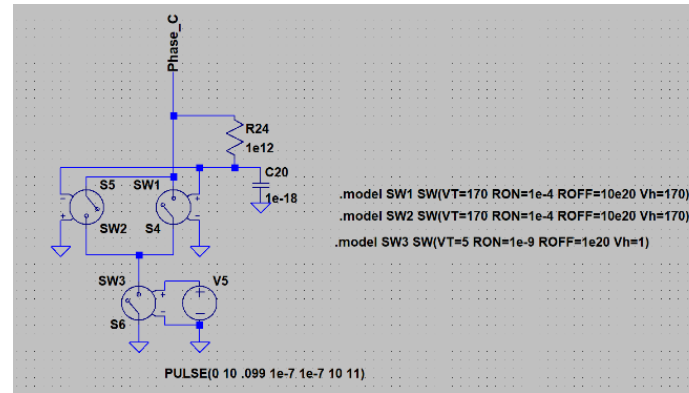 Phase_C
R24
1e12
C20
1e-18
S5
SW1
SW2
S4
.model SW1 SW(VT=170 RON=1e-4 ROFF=10e20 Vh=170)
.model SW2 SW(VT=170 RON=1e-4 ROFF=10e20 Vh=170)
.model SW3 SW(VT=5 RON=1e-9 ROFF=1e20 Vh=1)
SW3
V5
S6
PULSE(0 10 .099 1e-7 1e-7 10 11)